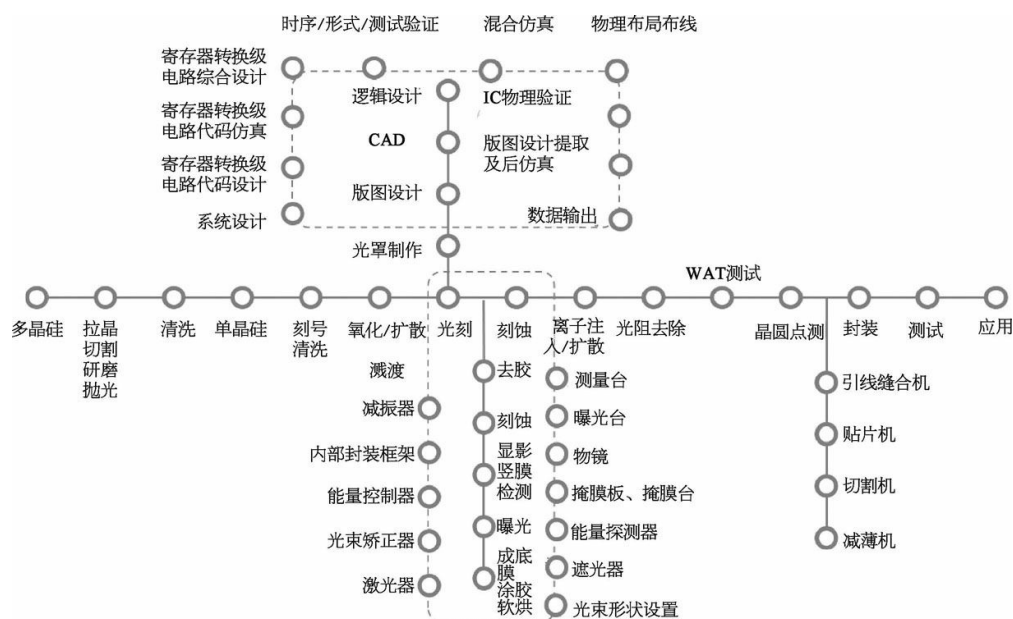 时序/形式/测试验证
混合仿真
物理布局布线
寄存器转换级
电路综合设计
逻辑设计
IC物理验证
寄存器转换级
电路代码仿真
CAD
版图设计提取
及后仿真
寄存器转换级
电路代码设计
版图设计
系统设计
数据输出
光罩制作
WAT测试
多晶硅
拉晶
切割
研磨
抛光
清洗
单晶硅
刻号
清洗
氧化/扩散
光刻
刻蚀
离子注
入/扩散
光阻去除
晶圆点测
封装
测试
应用
溅渡
减振器
内部封装框架
能量控制器
光束矫正器
激光器
去胶
刻蚀
显影
竖膜
检测
曝光
成底
膜
涂胶
软烘
测量台
曝光台
物镜
掩膜板、掩膜台
能量探测器
遮光器
光束形状设置
引线缝合机
贴片机
切割机
减薄机